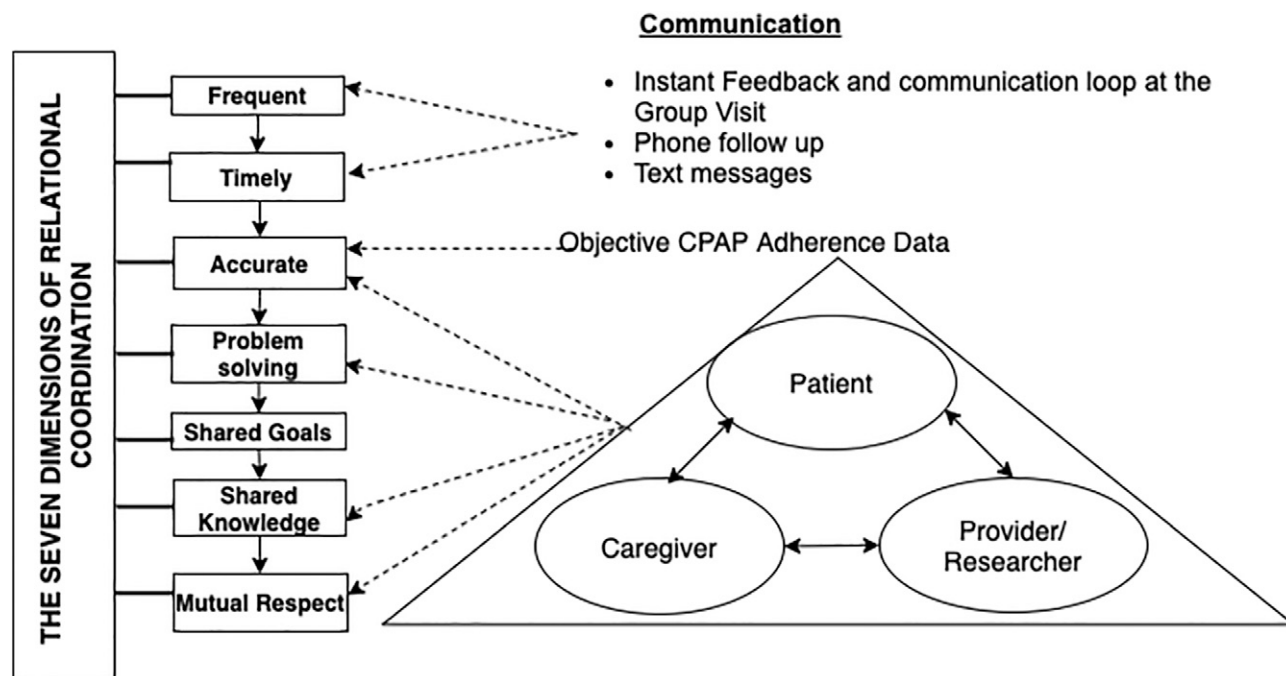 THE SEVEN DIMENSIONS OF RELATIONAL
COORDINATION
Frequent
Timely
Accurate
Problem
solving
Shared Goals
Shared
Knowledge
Mutual Respect
Communication
• Instant Feedback and communication loop at the
Group Visit
• Phone follow up
• Text messages
Objective CPAP Adherence Data
Patient
Caregiver
Provider/
Researcher